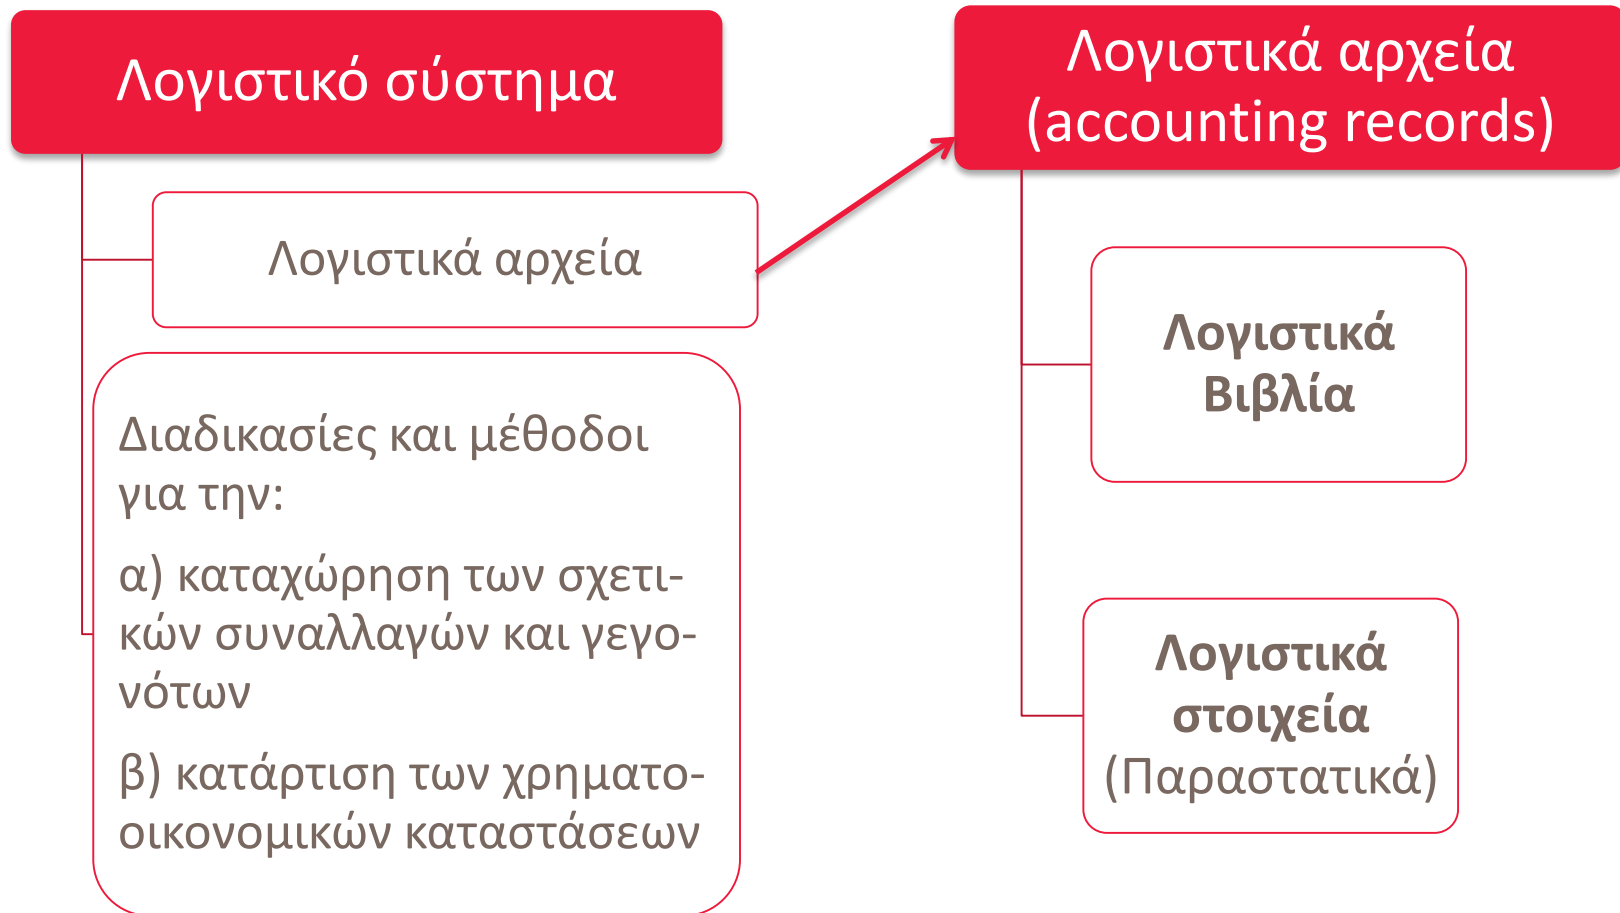 Λογιστικό σύστημα
Λογιστικά αρχεία
Διαδικασίες και μέθοδοι
για την:
α) καταχώρηση των σχετι-
κών συναλλαγών και γεγο-
νότων
β) κατάρτιση των χρηματο-
οικονομικών καταστάσεων
Λογιστικά αρχεία
(accounting records)
Λογιστικά
Βιβλία
Λογιστικά
στοιχεία
(Παραστατικά)